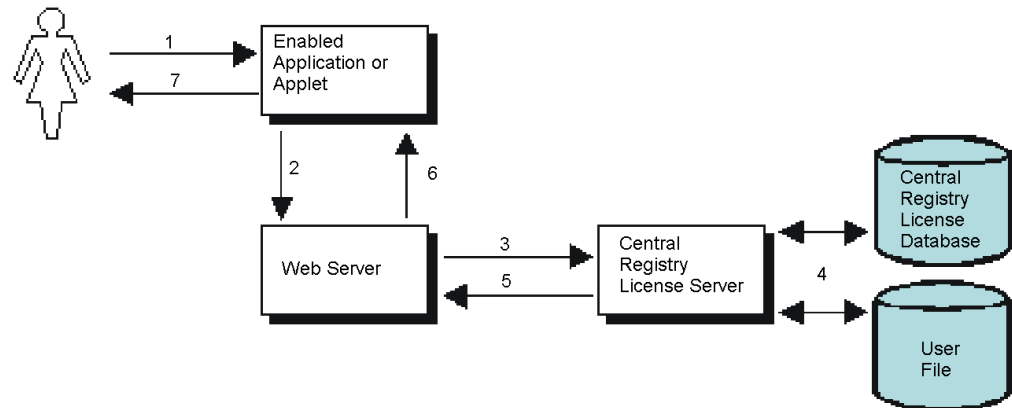 1
Enabled
Application or
Applet
7
2
6
Central
Registry
License
Database
Web Server
3
Central
Registry
License Server
5
4
User
File